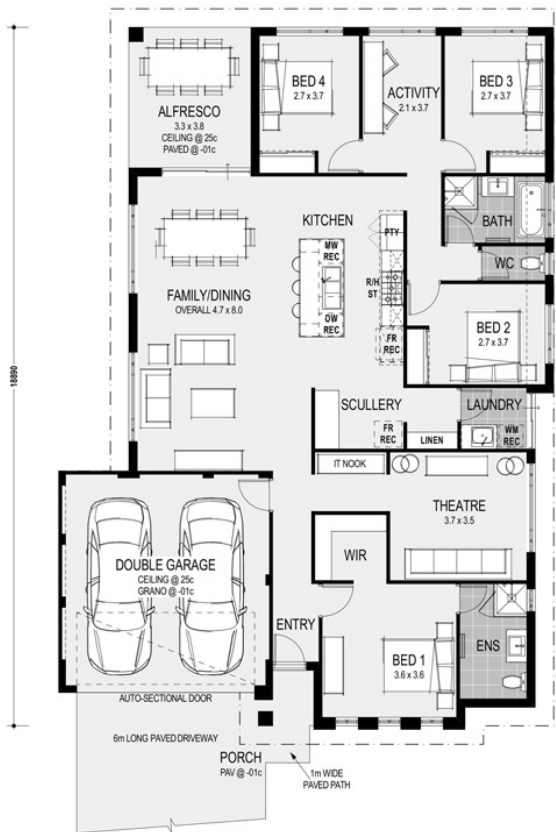 BED 4
2.7 x 3.7
ACTIVITY
2.1 x 3.7
BED 3
2.7 x 3.7
ALFRESCO
3.3 x 3.8
CEILING @ 25c
PAVED @ -01c
KITCHEN
PTY
BATH
MW
REC
WC
R/H
ST
FAMILY/DINING
OVERALL 4.7 x 8.0
DW
REC
BED 2
2.7 x 3.7
FR
REC
18890
SCULLERY
LAUNDRY
FR
REC
LINEN
WM
REC
IT NOOK
THEATRE
3.7 x 3.5
WIR
DOUBLE GARAGE
CEILING @ 25c
GRANO @ -01c
ENTRY
ENS
BED 1
3.6 x 3.6
AUTO-SECTIONAL DOOR
6m LONG PAVED DRIVEWAY
PORCH
PAV @ -01c
1m WIDE
PAVED PATH